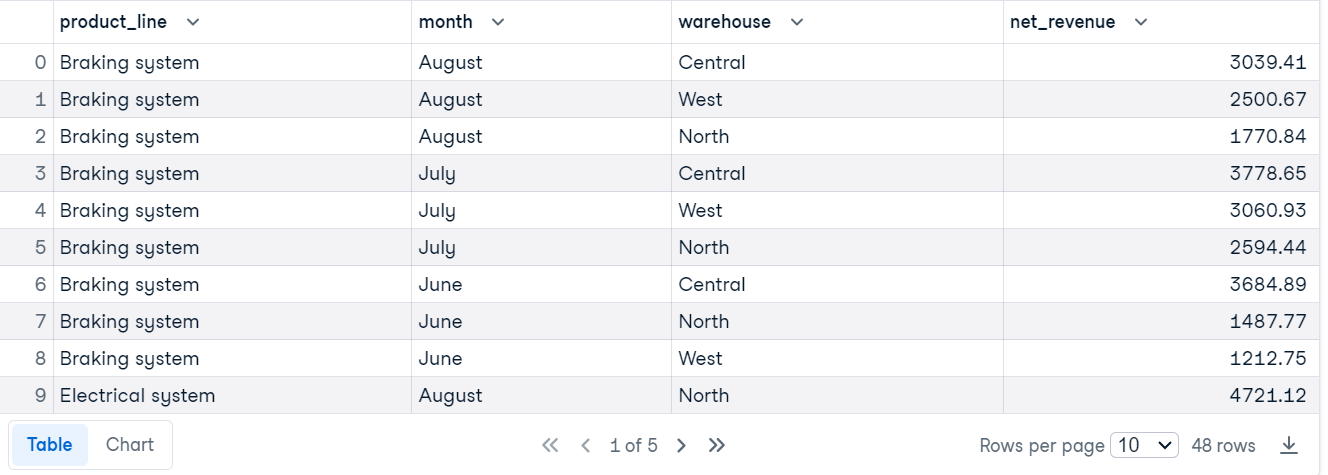 product_line month warehouse net_revenue
0 Braking system August Central 3039.41
1 Braking system August West 2500.67
2 Braking system August North 1770.84
3 Braking system July Central 3778.65
4 Braking system July West 3060.93
5 Braking system July North 2594.44
6 Braking system June Central 3684.89
7 Braking system June North 1487.77
8 Braking system June West 1212.75
9 Electrical system August North 4721.12
Table Chart 1 of 5 Rows per page 10 48 rows